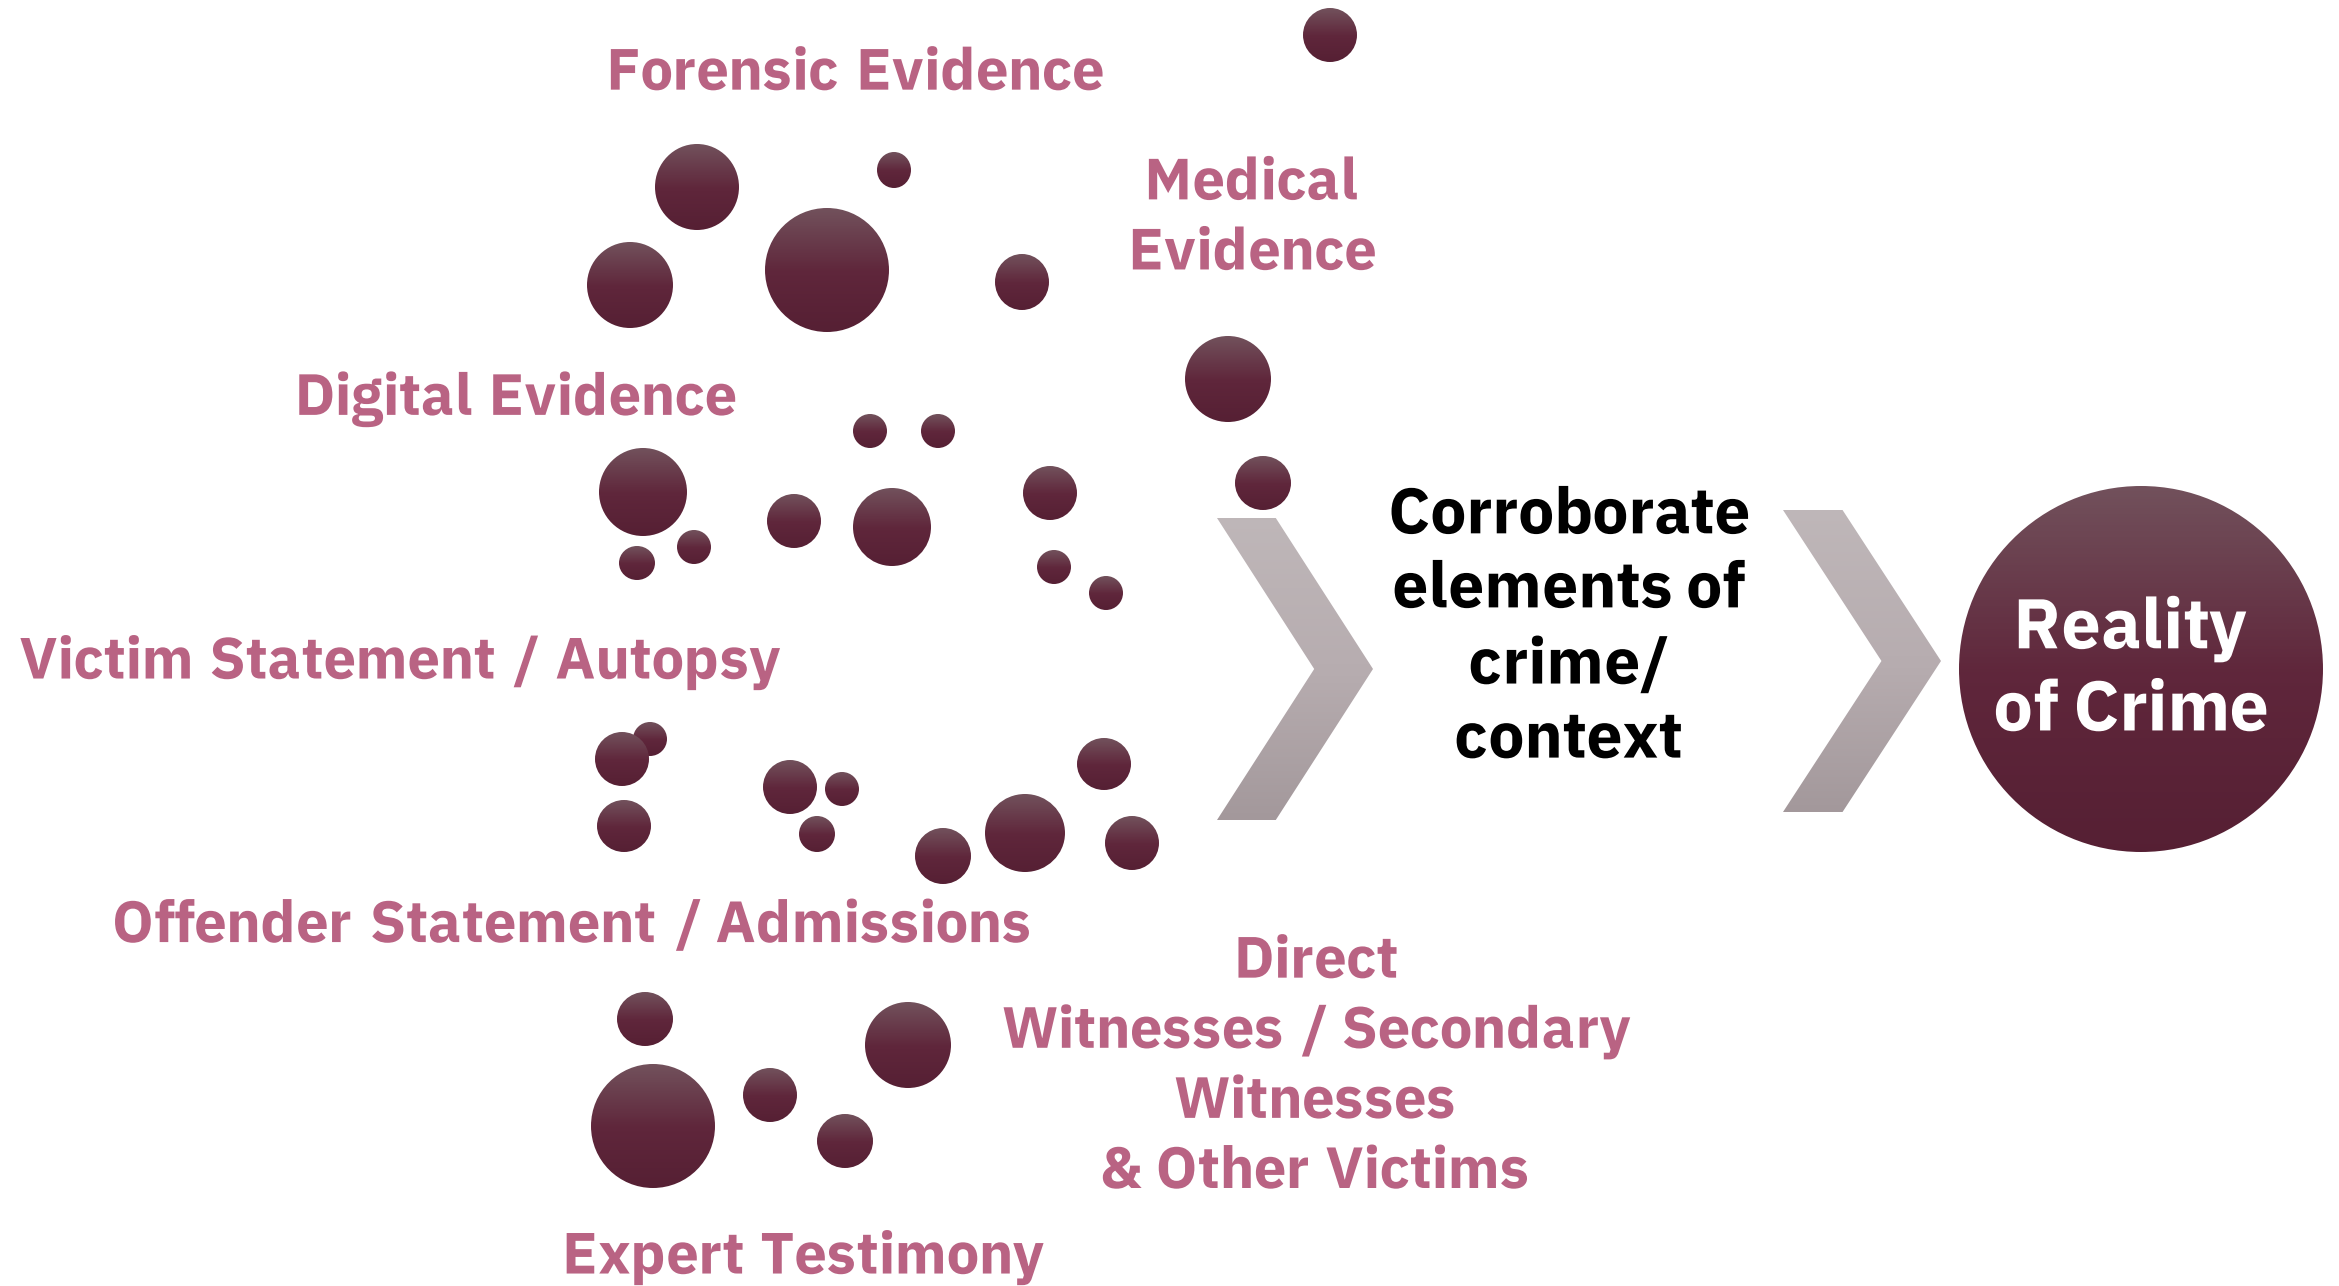 Forensic Evidence
Medical
Evidence
Digital Evidence
Victim Statement / Autopsy
Offender Statement / Admissions
Direct
Witnesses / Secondary
Witnesses
& Other Victims
Expert Testimony
Corroborate
elements of
crime/
context
Reality
of Crime